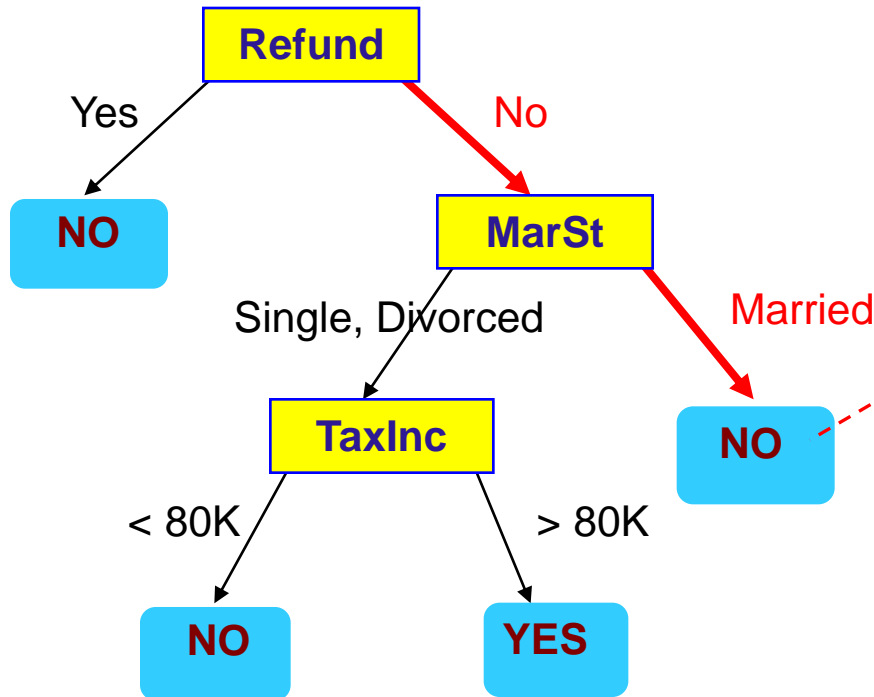 Refund
Yes
No
NO
MarSt
Single, Divorced
Married
TaxInc
NO
< 80K
> 80K
NO
YES